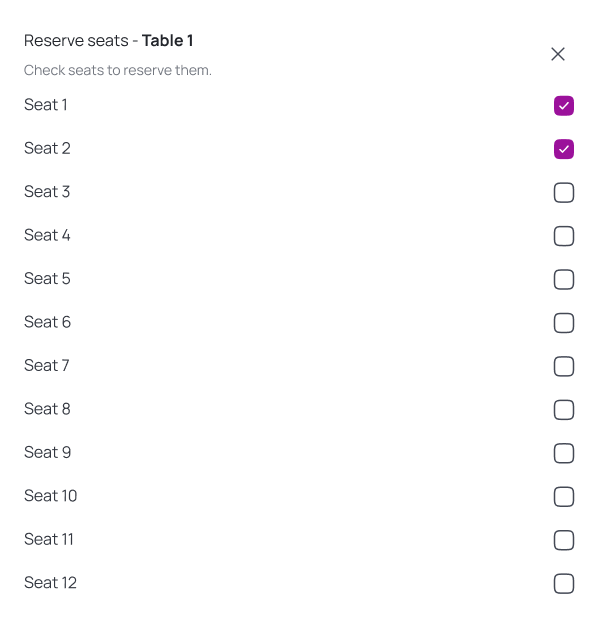 Reserve seats - Table 1
Check seats to reserve them.
Seat 1
Seat 2
Seat 3
Seat 4
Seat 5
Seat 6
Seat 7
Seat 8
Seat 9
Seat 10
Seat 11
Seat 12